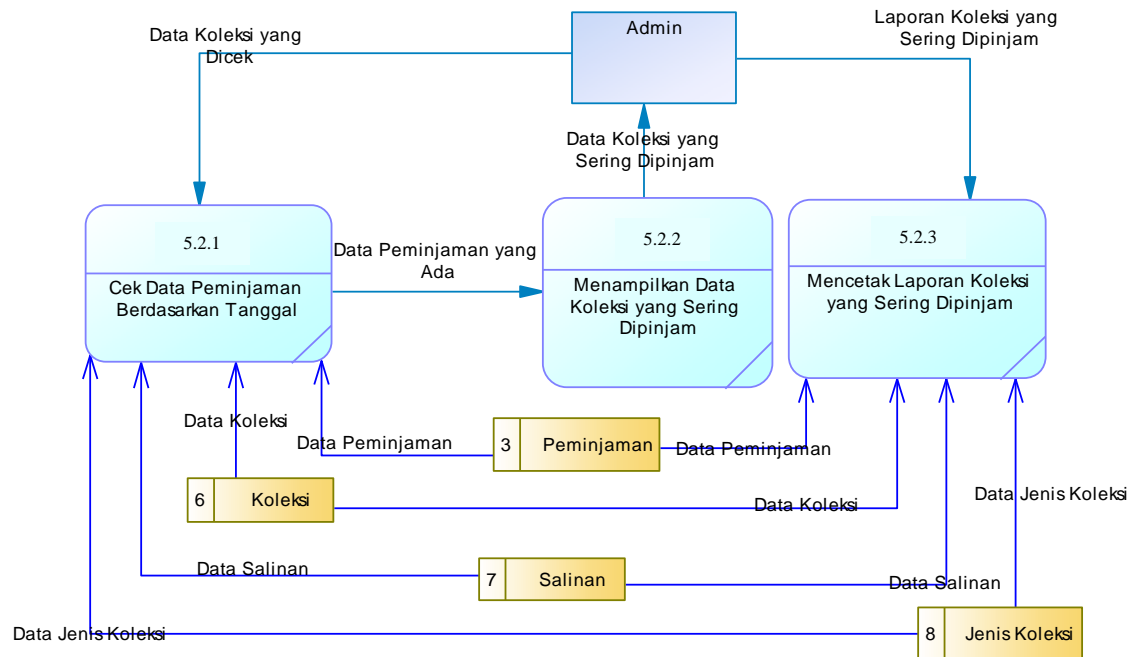 Data Koleksi yang
Dicek
Admin
Laporan Koleksi yang
Sering Dipinjam
Data Koleksi yang
Sering Dipinjam
5.2.1
Cek Data Peminjaman
Berdasarkan Tanggal
Data Peminjaman yang
Ada
5.2.2
Menampilkan Data
Koleksi yang Sering
Dipinjam
5.2.3
Mencetak Laporan Koleksi
yang Sering Dipinjam
Data Koleksi
Data Peminjaman
3 Peminjaman
Data Peminjaman
6 Koleksi
Data Koleksi
Data Jenis Koleksi
Data Salinan
7 Salinan
Data Salinan
Data Jenis Koleksi
8 Jenis Koleksi